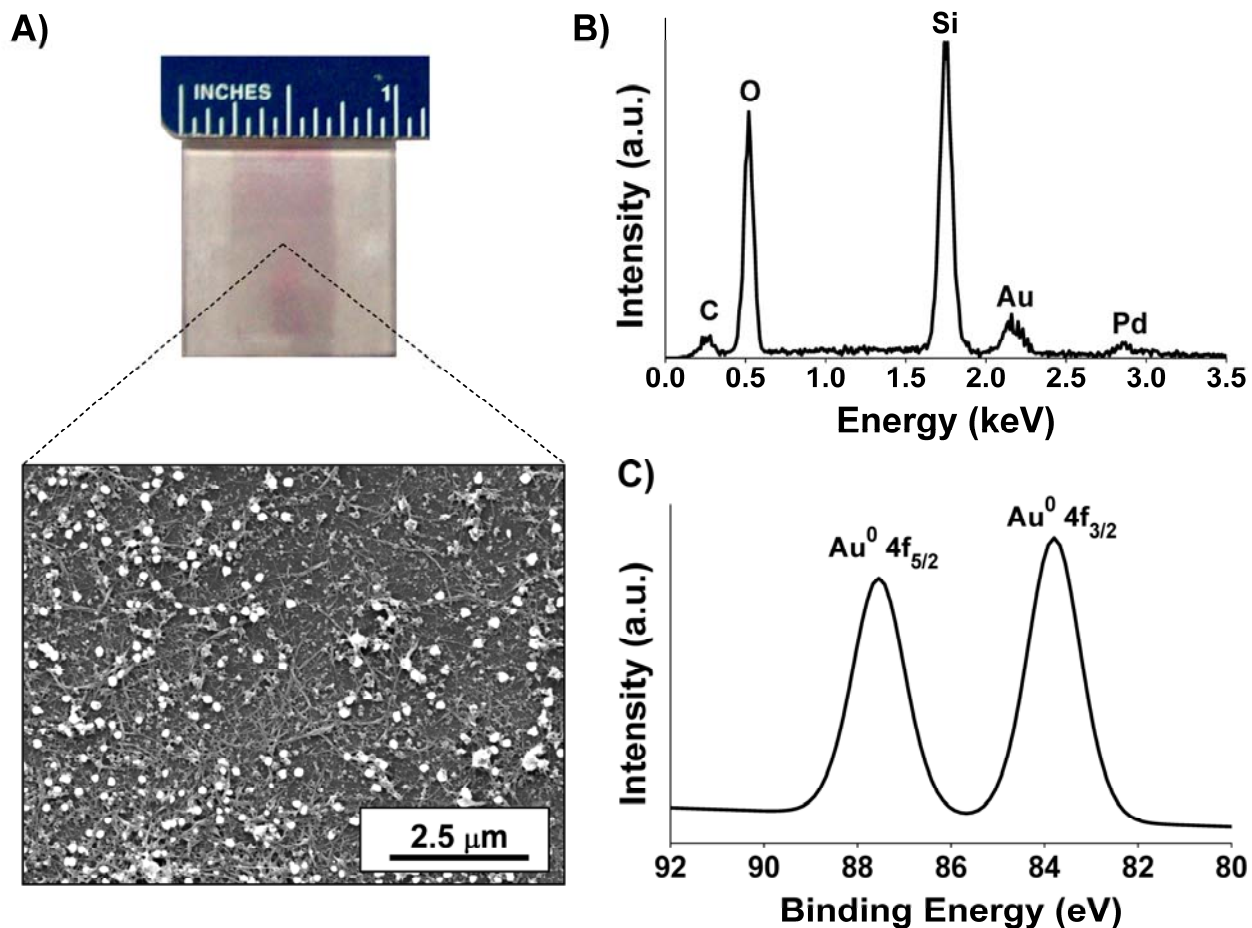 A)
INCHES 1
2.5 μm
B)
Si
O
C
Au
Pd
Intensity (a.u.)
0.0 0.5 1.0 1.5 2.0 2.5 3.0 3.5
Energy (keV)
C)
Au⁰ 4f₅/₂
Au⁰ 4f₃/₂
Intensity (a.u.)
92 90 88 86 84 82 80
Binding Energy (eV)